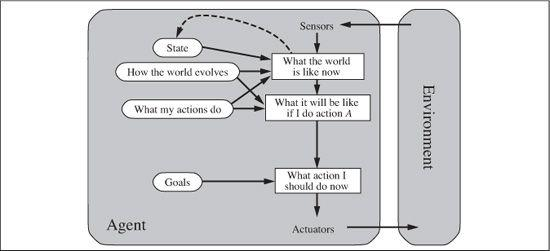 Sensors
State
What the world
is like now
How the world evolves
What my actions do
What it will be like
if I do action A
Goals
What action I
should do now
Agent
Actuators
Environment